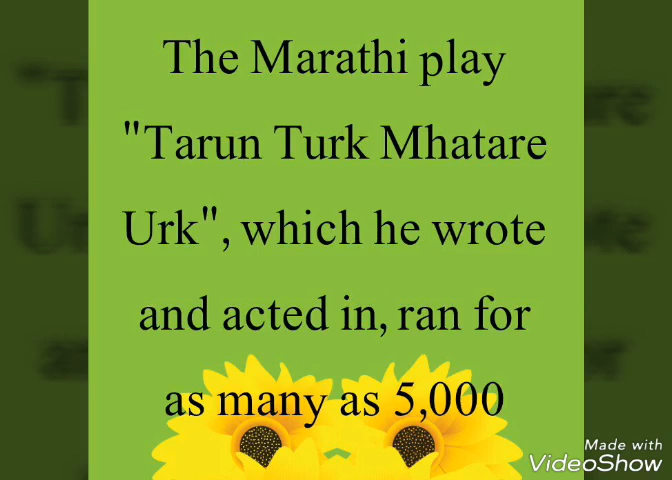 The Marathi play
"Tarun Turk Mhatare
Urk", which he wrote
and acted in, ran for
as many as 5,000
Made with
VideoShow